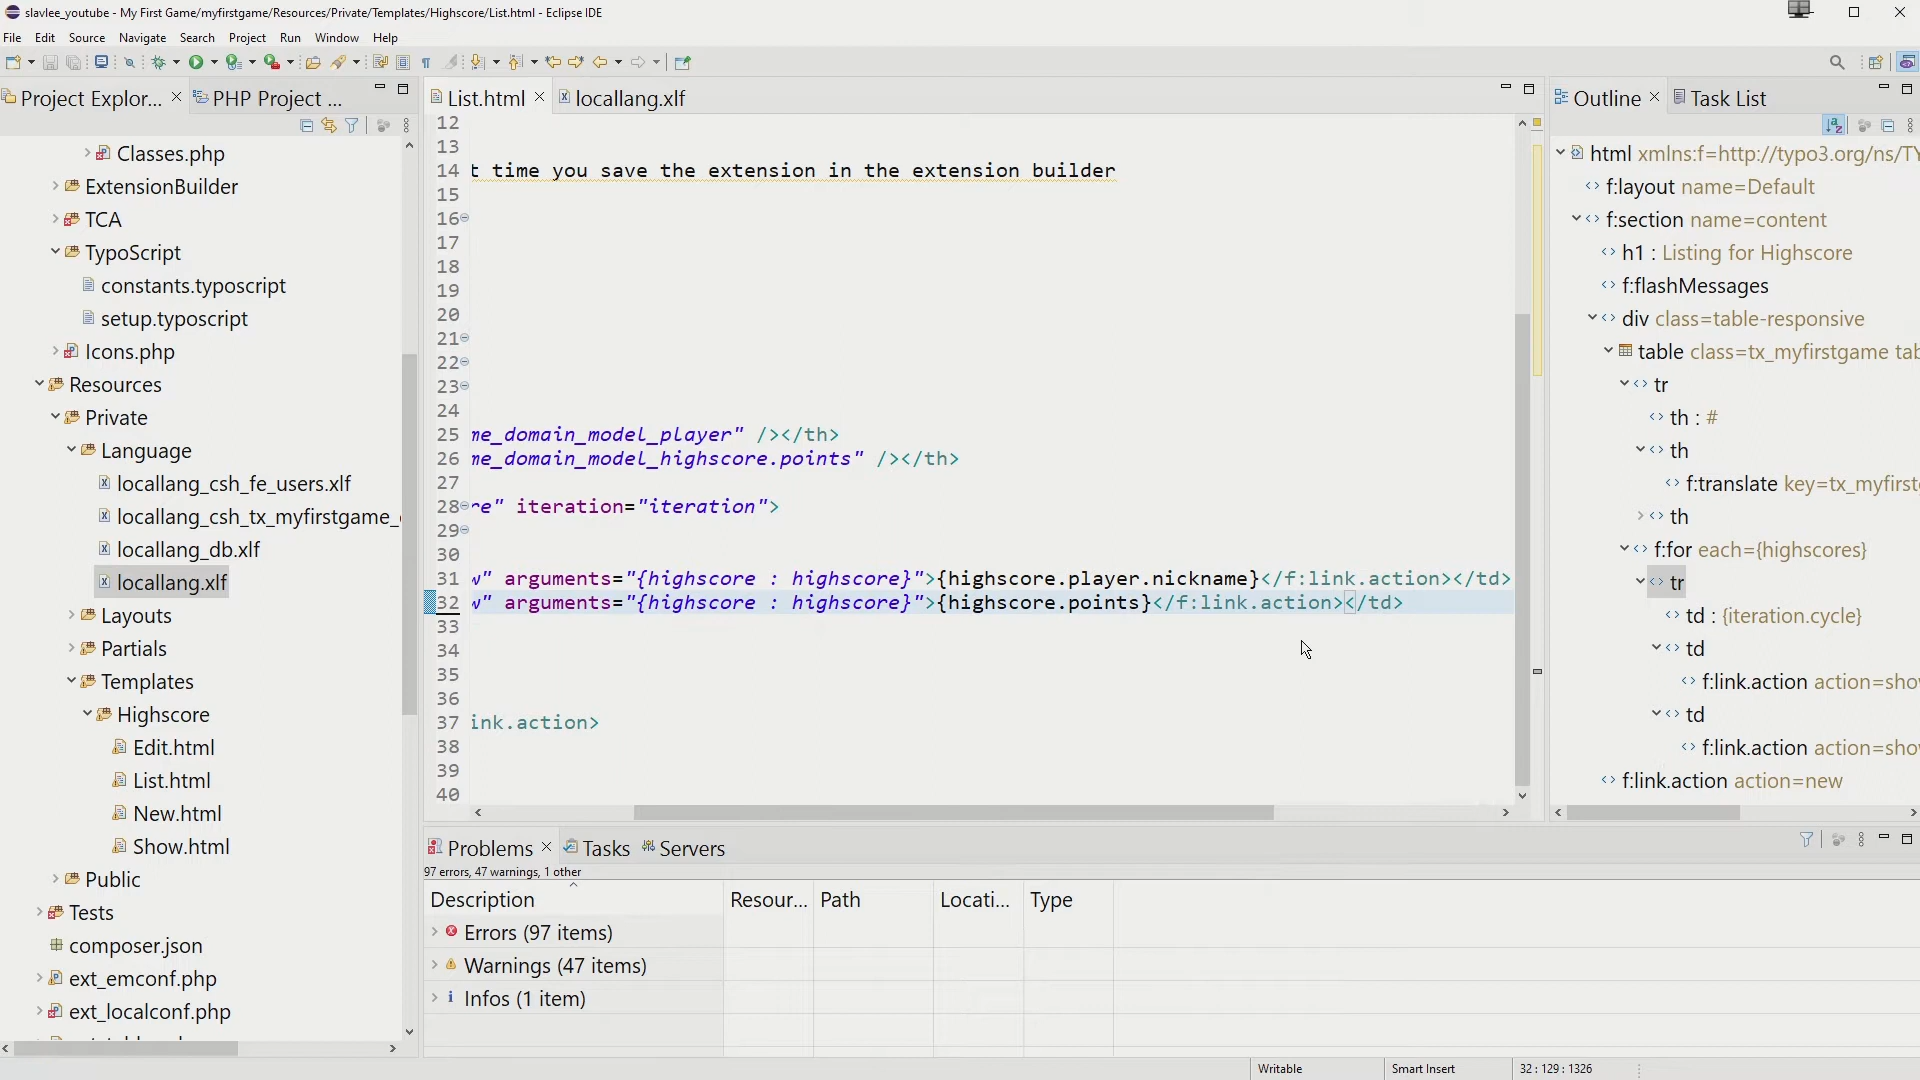 slavlee_youtube - My First Game/myfirstgame/Resources/Private/Templates/Highscore/List.html - Eclipse IDE
File Edit Source Navigate Search Project Run Window Help
Project Explor... PHP Project ...
Classes.php
ExtensionBuilder
TCA
TypoScript
constants.typoscript
setup.typoscript
Icons.php
Resources
Private
Language
locallang_csh_fe_users.xlf
locallang_csh_tx_myfirstgame_
locallang_db.xlf
locallang.xlf
Layouts
Partials
Templates
Highscore
Edit.html
List.html
New.html
Show.html
Public
Tests
composer.json
ext_emconf.php
ext_localconf.php
List.html locallang.xlf
12
13
14 t time you save the extension in the extension builder
15
16
17
18
19
20
21
22
23
24
25 me_domain_model_player" /></th>
26 me_domain_model_highscore.points" /></th>
27
28 re" iteration="iteration">
29
30
31 w" arguments="{highscore : highscore}">{highscore.player.nickname}</f:link.action></td>
32 w" arguments="{highscore : highscore}">{highscore.points}</f:link.action></td>
33
34
35
36
37 ink.action>
38
39
40
Outline Task List
html xmlns:f=http://typo3.org/ns/TY
f:layout name=Default
f:section name=content
h1 : Listing for Highscore
f:flashMessages
div class=table-responsive
table class=tx_myfirstgame tab
tr
th : #
th
f:translate key=tx_myfirst
th
f:for each={highscores}
tr
td : {iteration.cycle}
td
f:link.action action=sho
td
f:link.action action=sho
f:link.action action=new
Problems Tasks Servers
97 errors, 47 warnings, 1 other
Description Resour... Path Locati... Type
Errors (97 items)
Warnings (47 items)
Infos (1 item)
Writable Smart Insert 32 : 129 : 1326